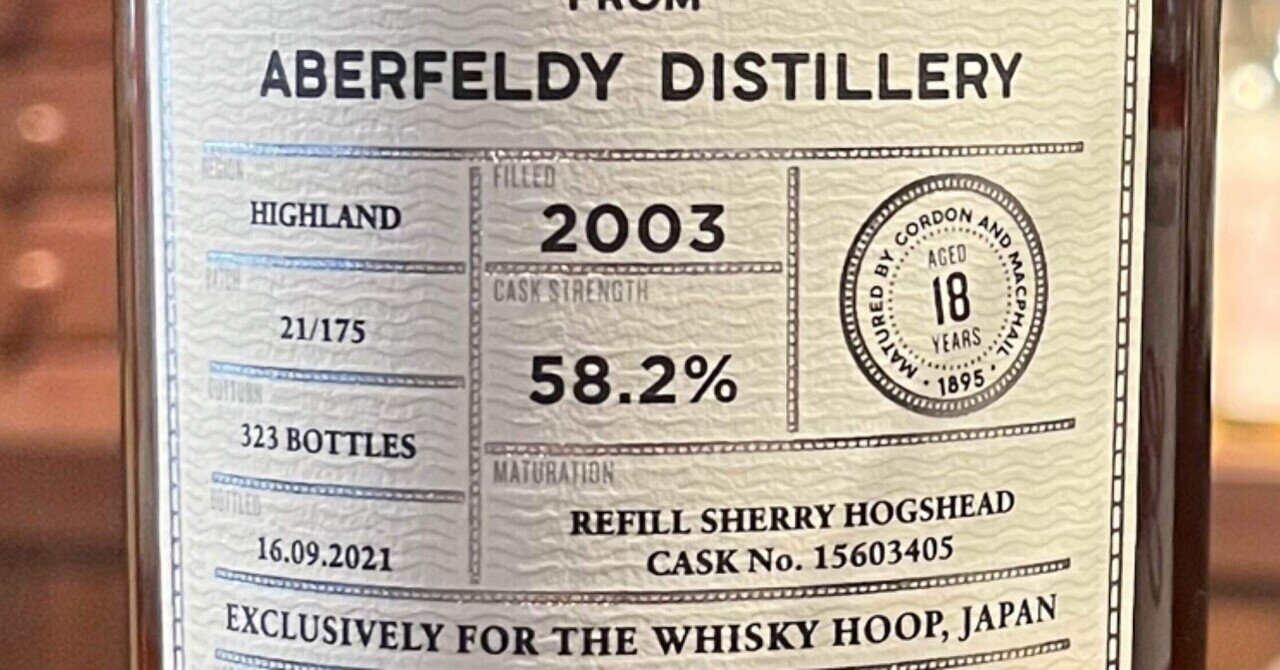 FROM
ABERFELDY DISTILLERY
REGION
HIGHLAND
BATCH
21/175
OUTTURN
323 BOTTLES
BOTTLED
16.09.2021
FILLED
2003
CASK STRENGTH
58.2%
MATURED BY GORDON AND MACPHAIL
AGED
18
YEARS
· 1895 ·
MATURATION
REFILL SHERRY HOGSHEAD
CASK No. 15603405
EXCLUSIVELY FOR THE WHISKY HOOP, JAPAN